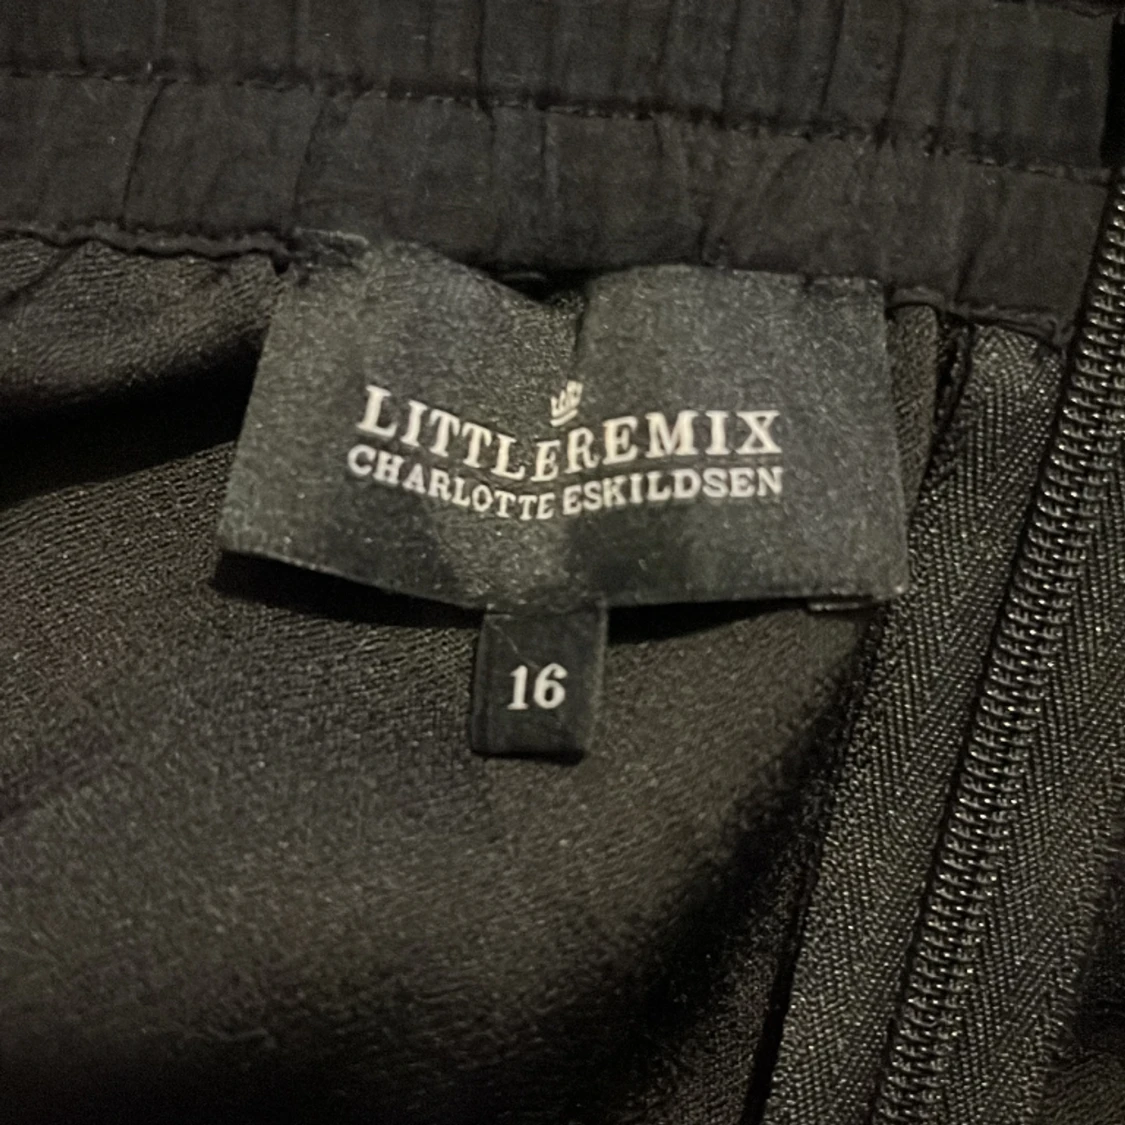 LITTLEREMIX
CHARLOTTE ESKILDSEN
16